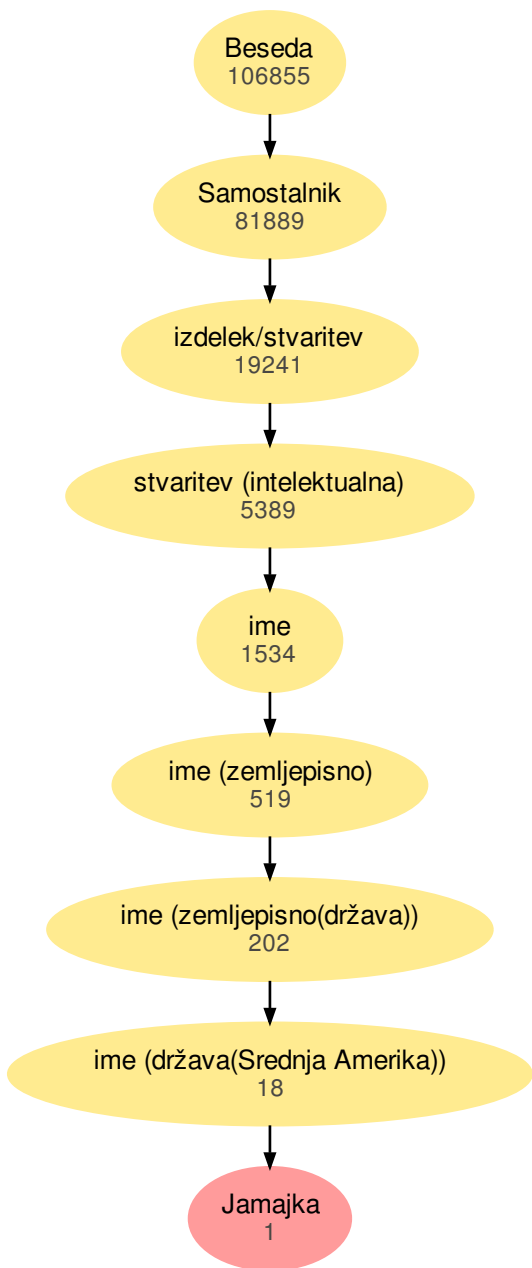 Beseda
106855
Samostalnik
81889
izdelek/stvaritev
19241
stvaritev (intelektualna)
5389
ime
1534
ime (zemljepisno)
519
ime (zemljepisno(država))
202
ime (država(Srednja Amerika))
18
Jamajka
1